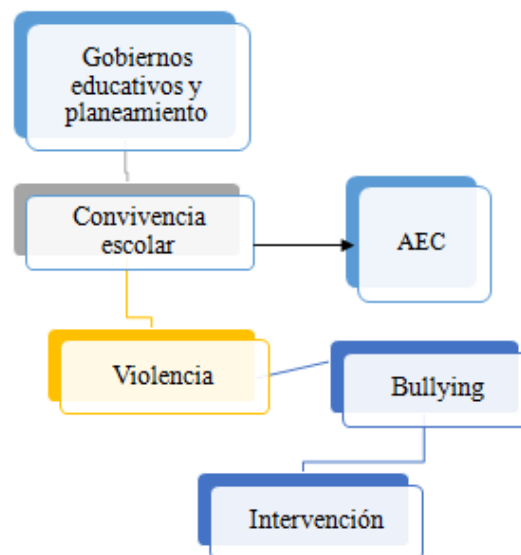 Gobiernos
educativos y
planeamiento
Convivencia
escolar
AEC
Violencia
Bullying
Intervención